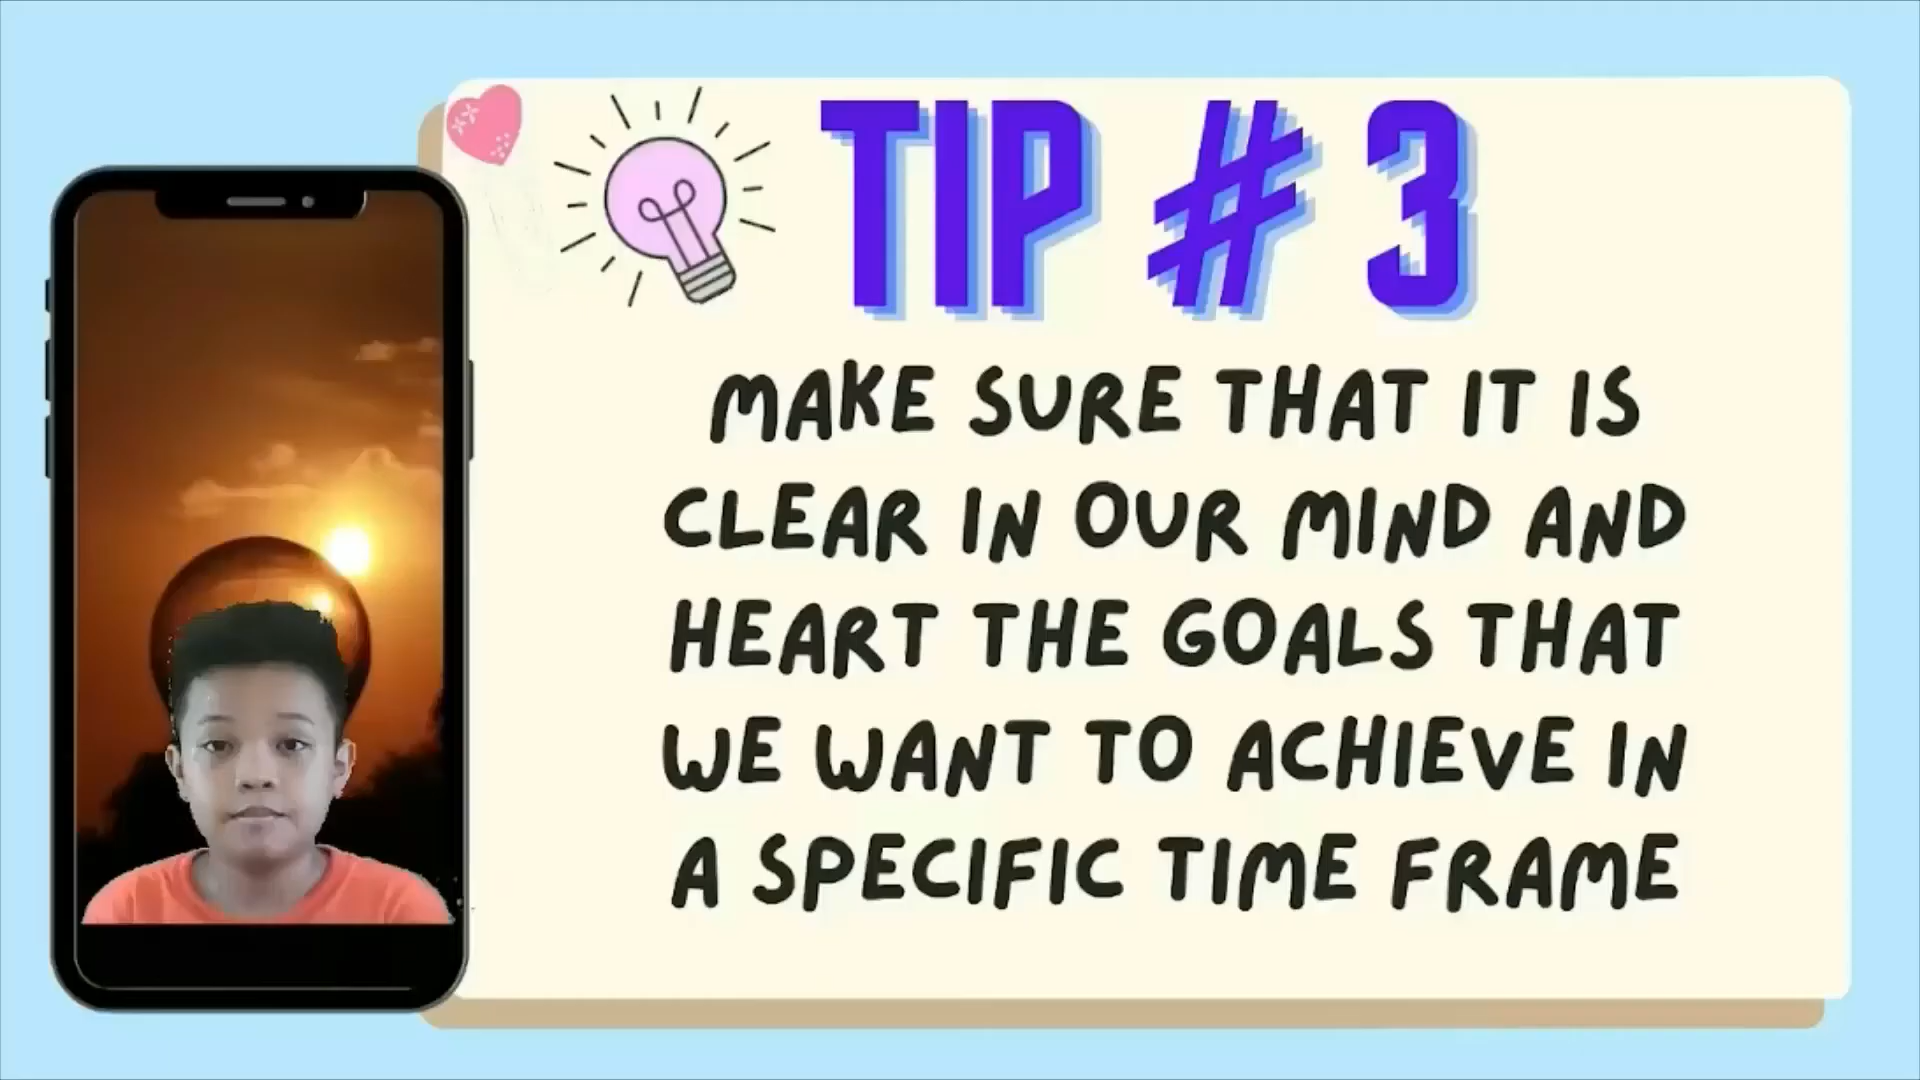 TIP # 3
MAKE SURE THAT IT IS
CLEAR IN OUR MIND AND
HEART THE GOALS THAT
WE WANT TO ACHIEVE IN
A SPECIFIC TIME FRAME